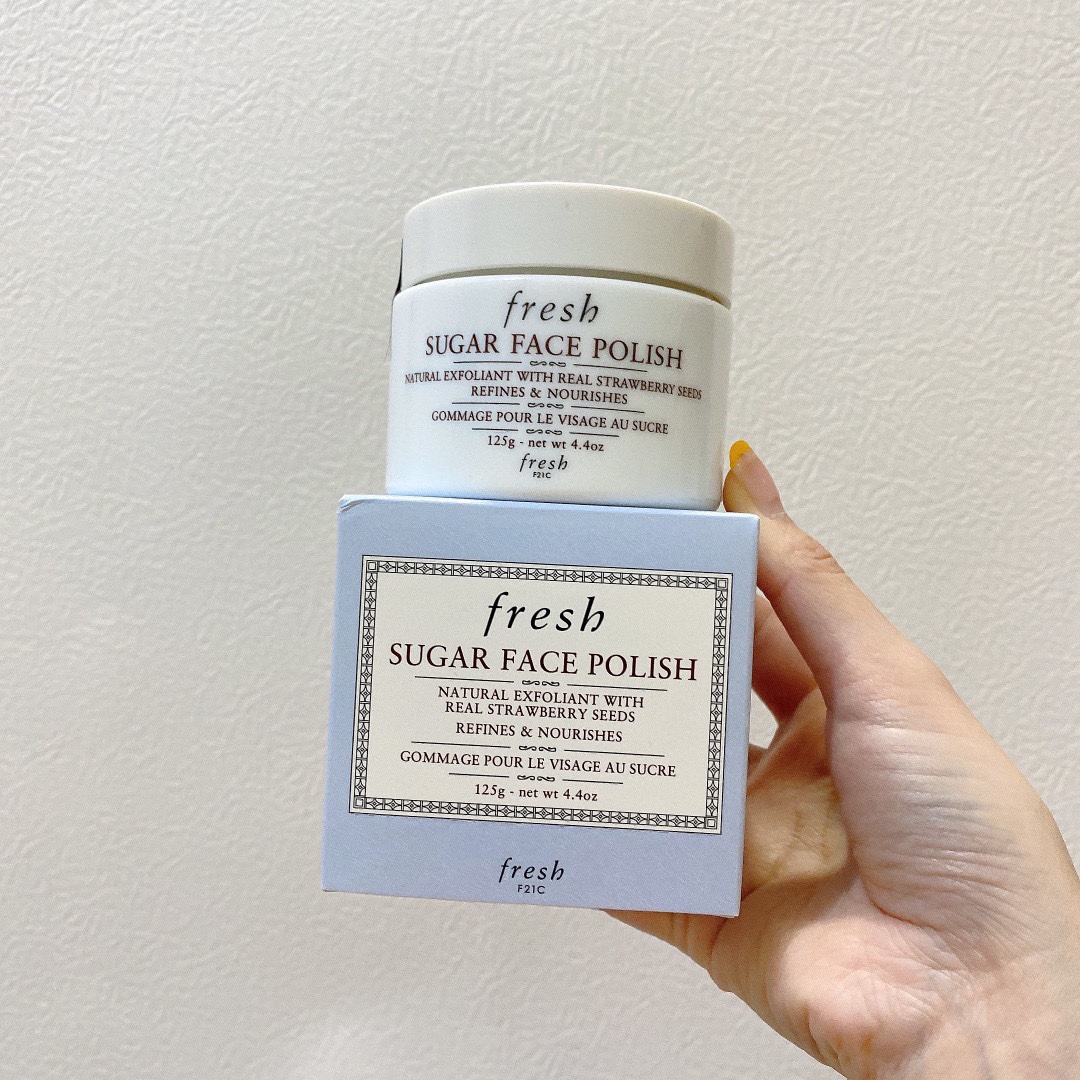 fresh
SUGAR FACE POLISH
NATURAL EXFOLIANT WITH REAL STRAWBERRY SEEDS
REFINES & NOURISHES
GOMMAGE POUR LE VISAGE AU SUCRE
125g - net wt 4.4oz
fresh
F21C
fresh
SUGAR FACE POLISH
NATURAL EXFOLIANT WITH
REAL STRAWBERRY SEEDS
REFINES & NOURISHES
GOMMAGE POUR LE VISAGE AU SUCRE
125g - net wt 4.4oz
fresh
F21C